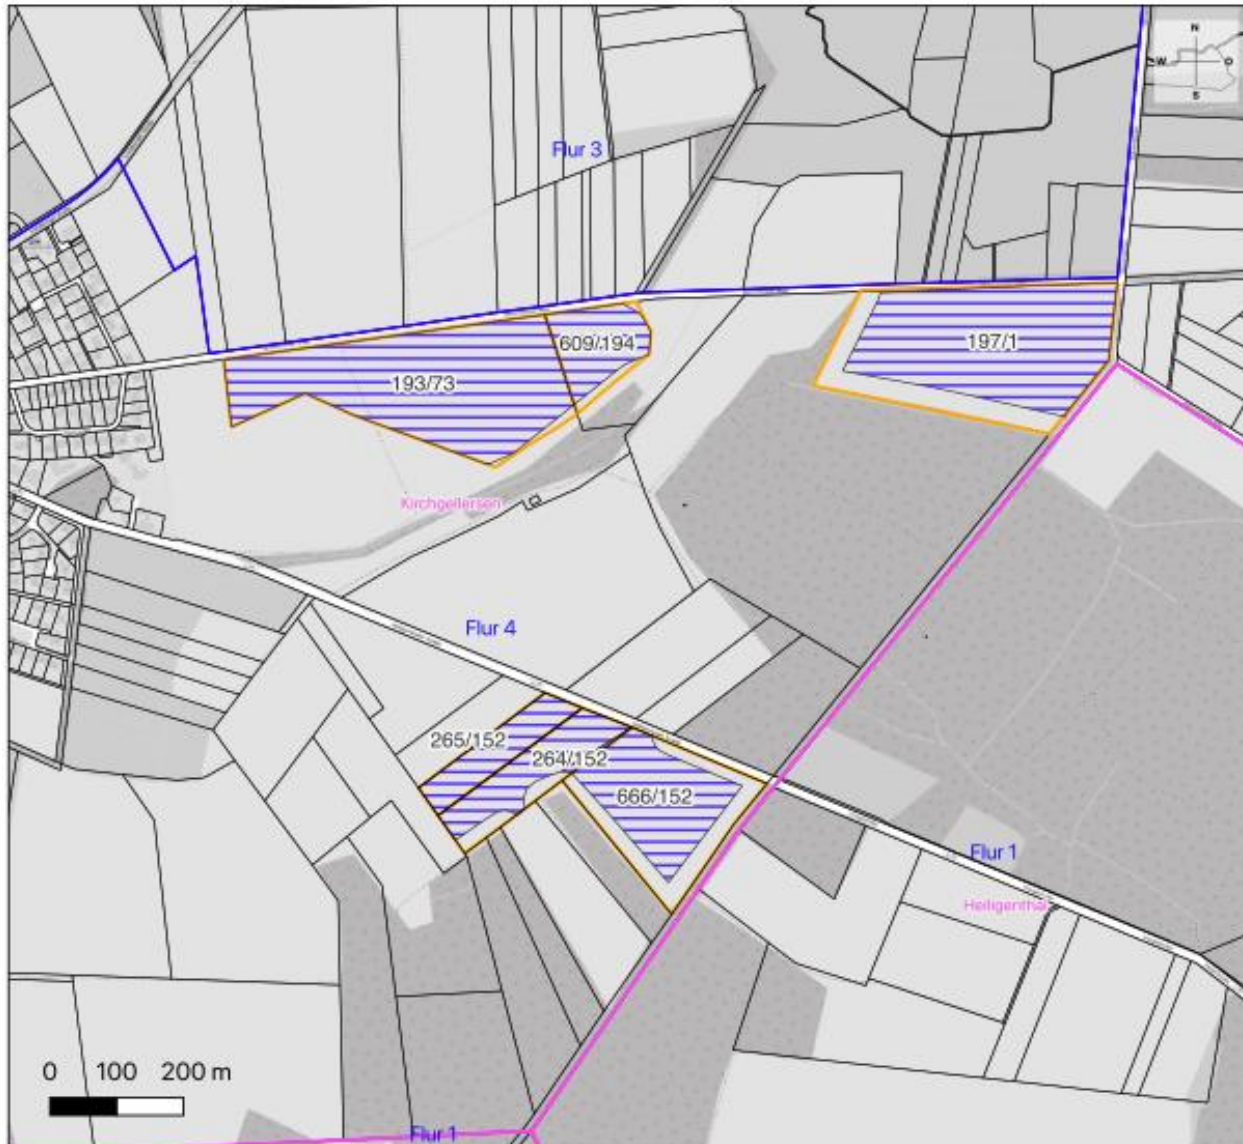 N
W O
S
Flur 3
609/194
197/1
193/73
Kirchgellersen
Flur 4
265/152
264/152
666/152
Flur 1
Heiligenthal
0 100 200 m
Flur 1